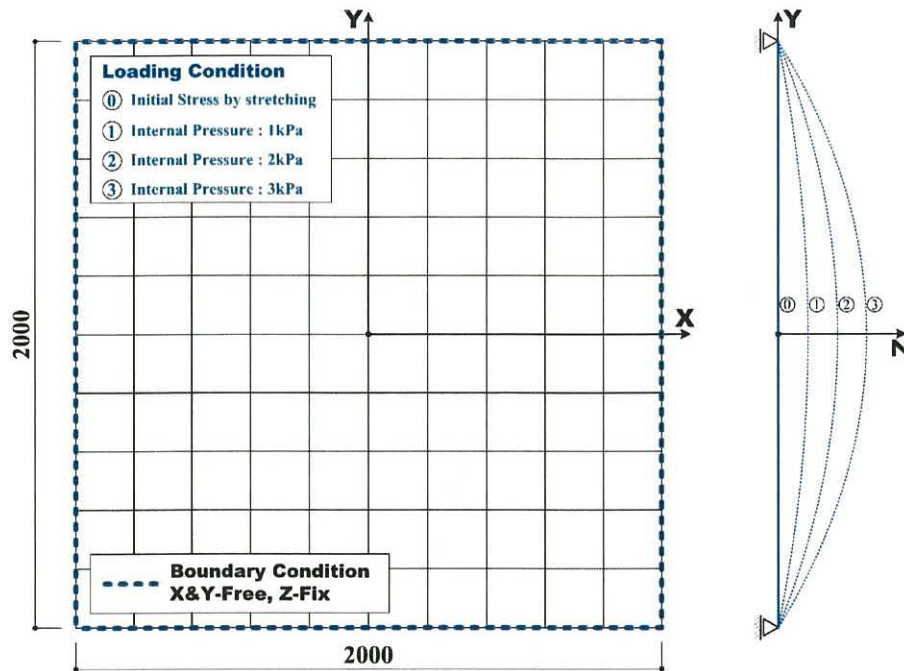 Y
Y
Loading Condition
⓪ Initial Stress by stretching
① Internal Pressure : 1kPa
② Internal Pressure : 2kPa
③ Internal Pressure : 3kPa
⓪ ① ② ③
X
Z
2000
Boundary Condition
X&Y-Free, Z-Fix
2000